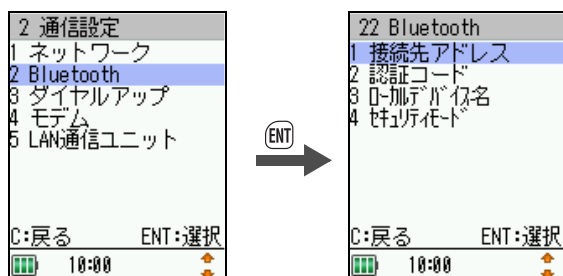 2 通信設定
1 ネットワーク
2 Bluetooth
3 ダイヤルアップ
4 モデム
5 LAN通信ユニット
C:戻る ENT:選択
10:00
ENT
22 Bluetooth
1 接続先アドレス
2 認証コード
3 ﾛｰｶﾙﾃﾞﾊﾞｲｽ名
4 ｾｷｭﾘﾃｨﾓｰﾄﾞ
C:戻る ENT:選択
10:00